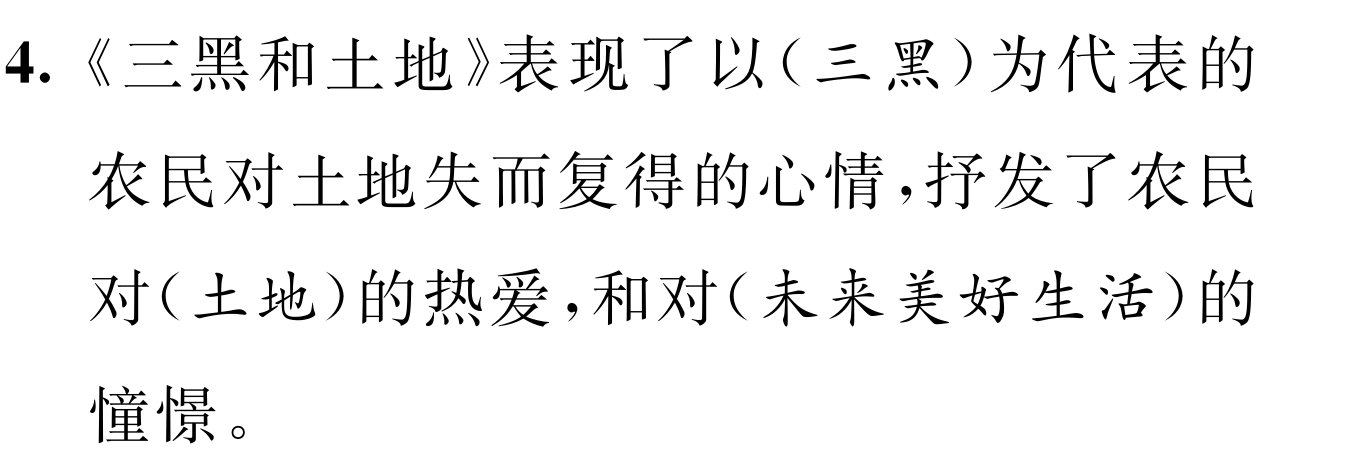 4.《三黑和土地》表现了以(三黑)为代表的
农民对土地失而复得的心情,抒发了农民
对(土地)的热爱,和对(未来美好生活)的
憧憬。